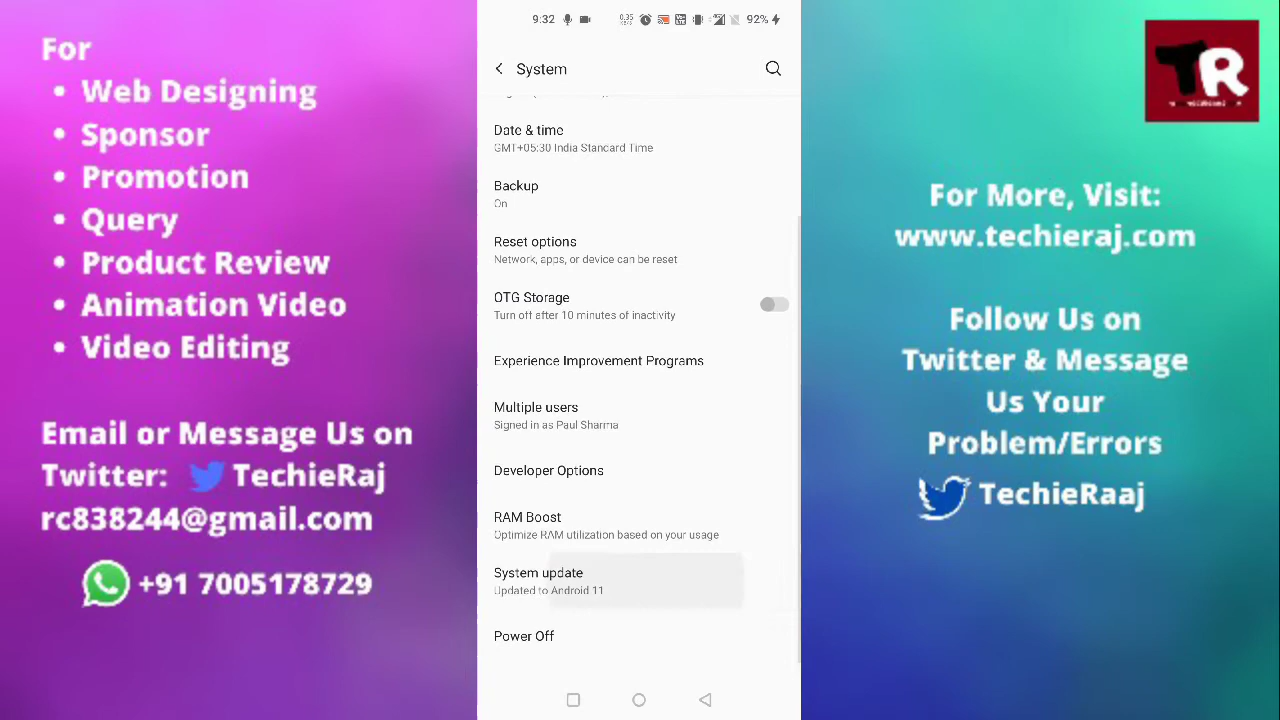 For
• Web Designing
• Sponsor
• Promotion
• Query
• Product Review
• Animation Video
• Video Editing
Email or Message Us on
Twitter: TechieRaj
rc838244@gmail.com
+91 7005178729
9:32
0.35
92%
System
Date & time
GMT+05:30 India Standard Time
Backup
On
Reset options
Network, apps, or device can be reset
OTG Storage
Turn off after 10 minutes of inactivity
Experience Improvement Programs
Multiple users
Signed in as Paul Sharma
Developer Options
RAM Boost
Optimize RAM utilization based on your usage
System update
Updated to Android 11
Power Off
TR
For More, Visit:
www.techieraj.com
Follow Us on
Twitter & Message
Us Your
Problem/Errors
TechieRaaj